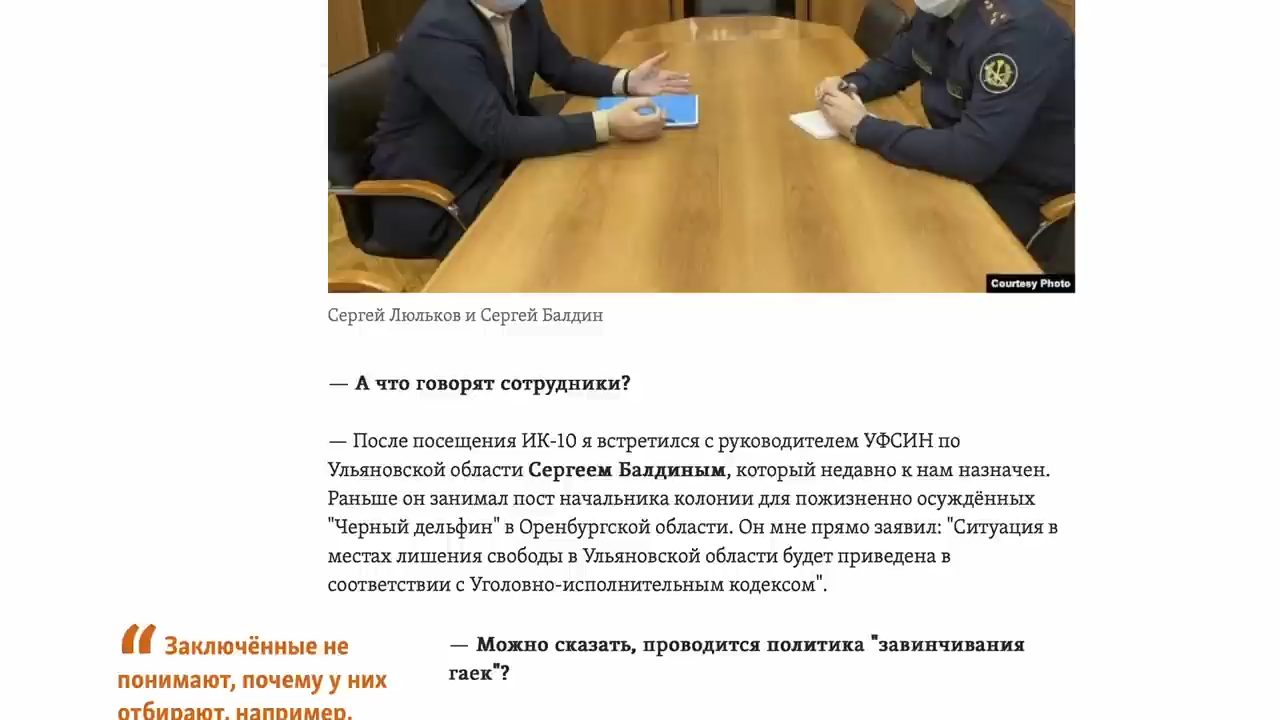 Courtesy Photo
Сергей Люльков и Сергей Балдин
— А что говорят сотрудники?
— После посещения ИК-10 я встретился с руководителем УФСИН по
Ульяновской области Сергеем Балдиным, который недавно к нам назначен.
Раньше он занимал пост начальника колонии для пожизненно осуждённых
"Черный дельфин" в Оренбургской области. Он мне прямо заявил: "Ситуация в
местах лишения свободы в Ульяновской области будет приведена в
соответствии с Уголовно-исполнительным кодексом".
“ Заключённые не
понимают, почему у них
отбирают, например,
— Можно сказать, проводится политика "завинчивания
гаек"?